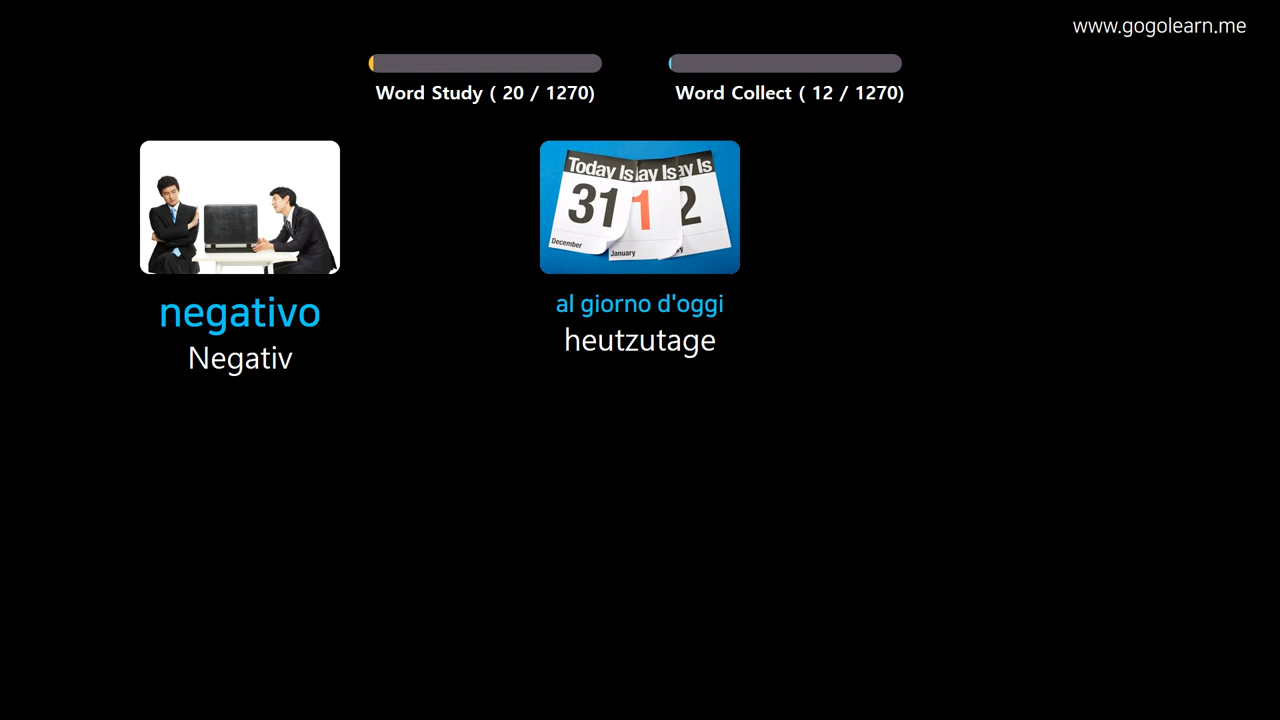 www.gogolearn.me
Word Study ( 20 / 1270)
Word Collect ( 12 / 1270)
Today Is
ay Is
ay Is
31
1
2
December
January
negativo
Negativ
al giorno d'oggi
heutzutage